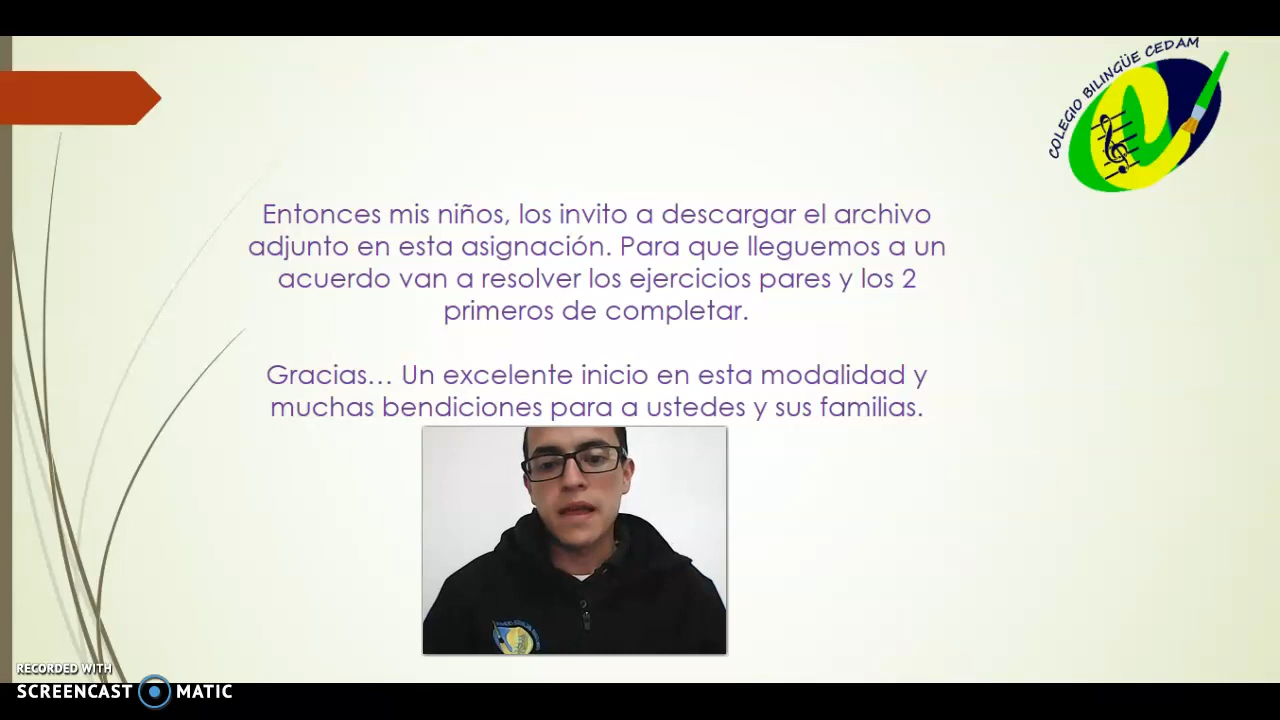 COLEGIO BILINGÜE CEDAM
Entonces mis niños, los invito a descargar el archivo
adjunto en esta asignación. Para que lleguemos a un
acuerdo van a resolver los ejercicios pares y los 2
primeros de completar.
Gracias... Un excelente inicio en esta modalidad y
muchas bendiciones para a ustedes y sus familias.
RECORDED WITH
SCREENCAST MATIC